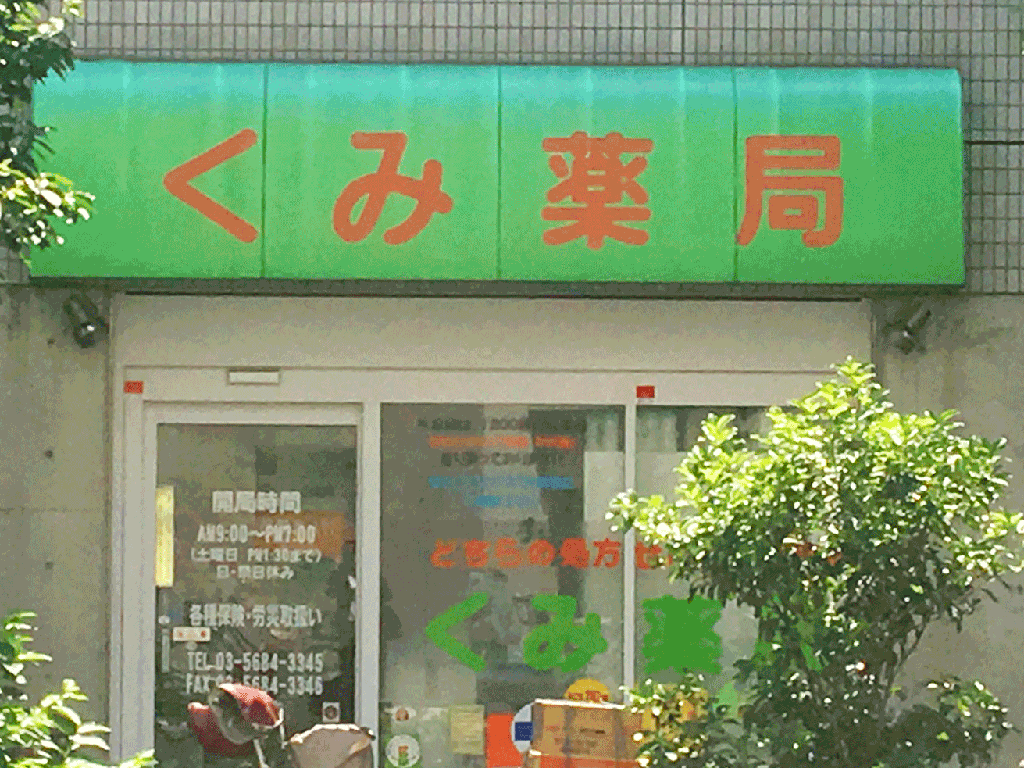 くみ薬局
開局時間
AM9:00～PM7:00
(土曜日 PM1:30まで)
日・祭日休み
各種保険・労災取扱い
TEL 03-5684-3345
FAX 03-5684-3346
どちらの処方せん
くみ薬